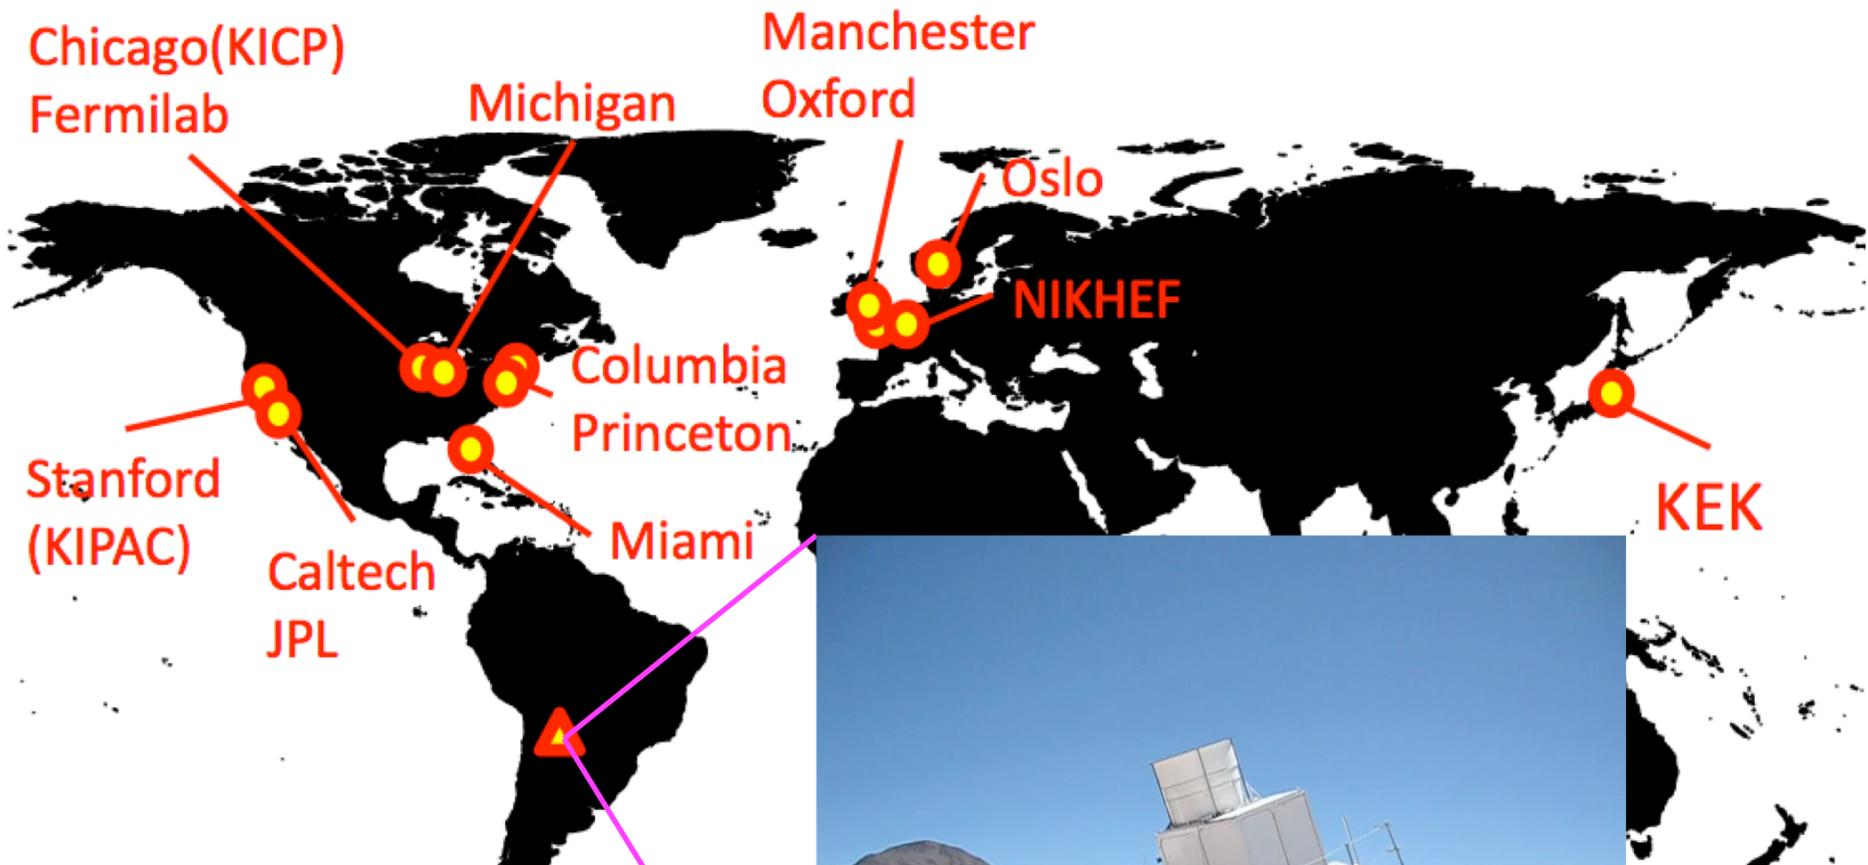 Chicago(KICP)
Fermilab
Michigan
Manchester
Oxford
Oslo
NIKHEF
Columbia
Princeton
Stanford
(KIPAC)
Caltech
JPL
Miami
KEK